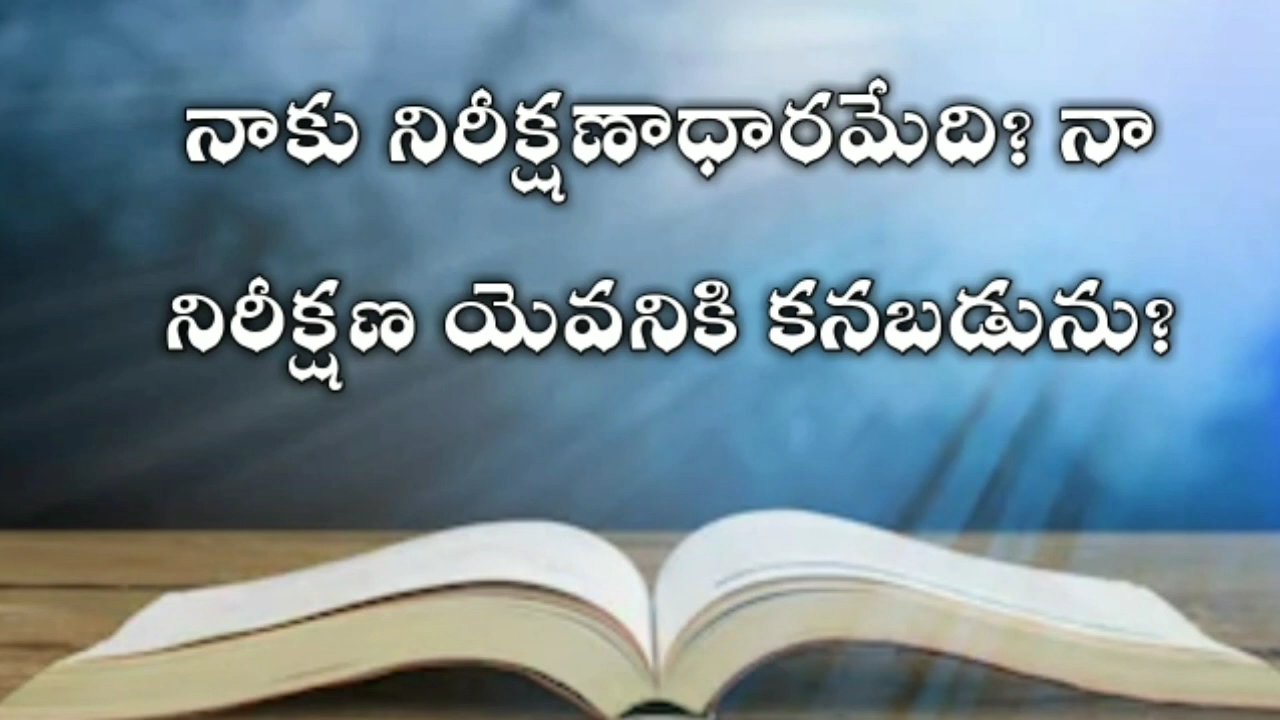 నాకు నిరీక్షణాధారమేది? నా
నిరీక్షణ యెవనికి కనబడును?